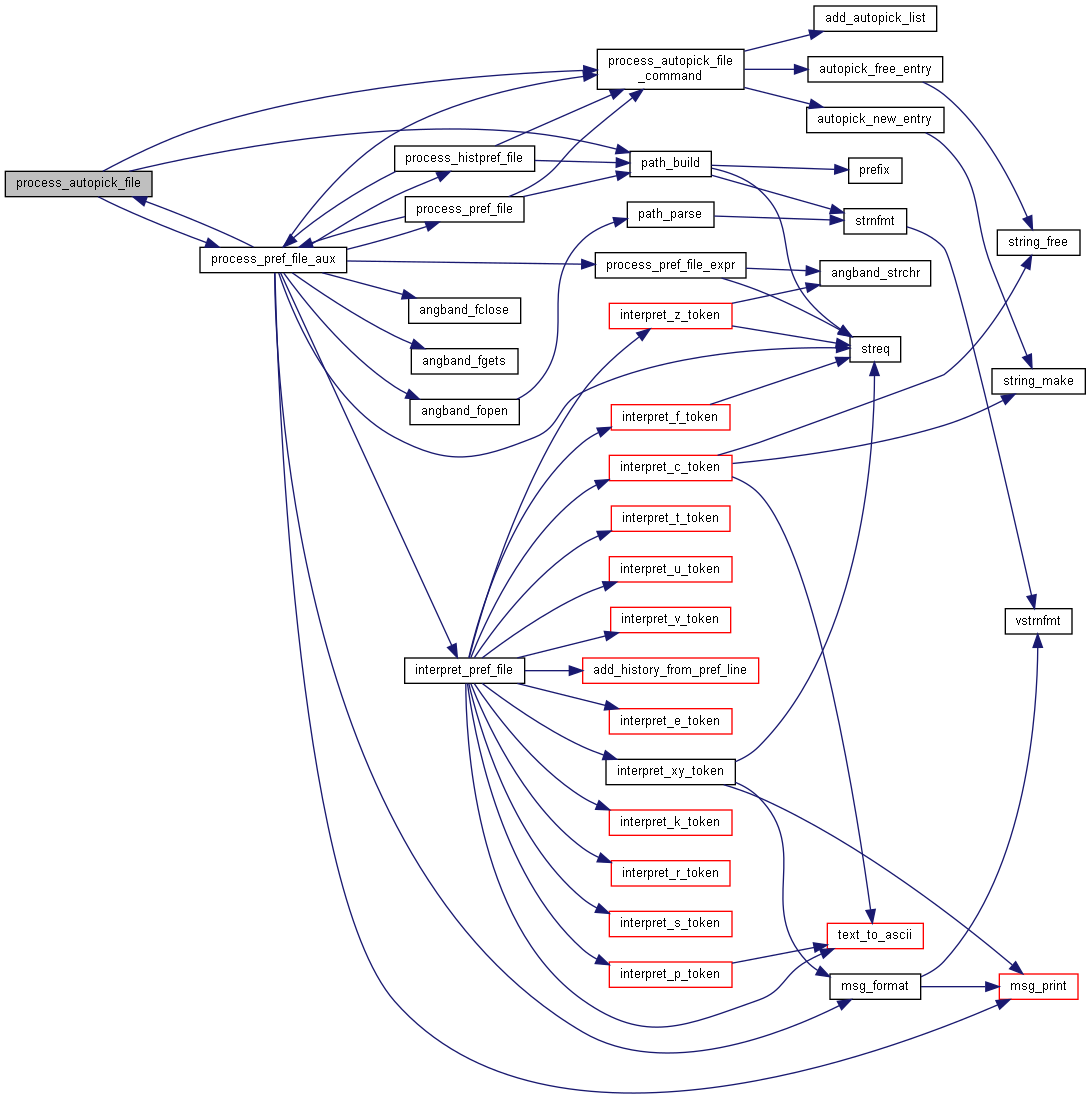 add_autopick_list
process_autopick_file
_command
autopick_free_entry
autopick_new_entry
process_histpref_file
path_build
prefix
process_autopick_file
process_pref_file
path_parse
strnfmt
string_free
process_pref_file_aux
process_pref_file_expr
angband_strchr
angband_fclose
interpret_z_token
streq
angband_fgets
string_make
angband_fopen
interpret_f_token
interpret_c_token
interpret_t_token
interpret_u_token
interpret_v_token
vstrnfmt
interpret_pref_file
add_history_from_pref_line
interpret_e_token
interpret_xy_token
interpret_k_token
interpret_r_token
interpret_s_token
text_to_ascii
interpret_p_token
msg_format
msg_print